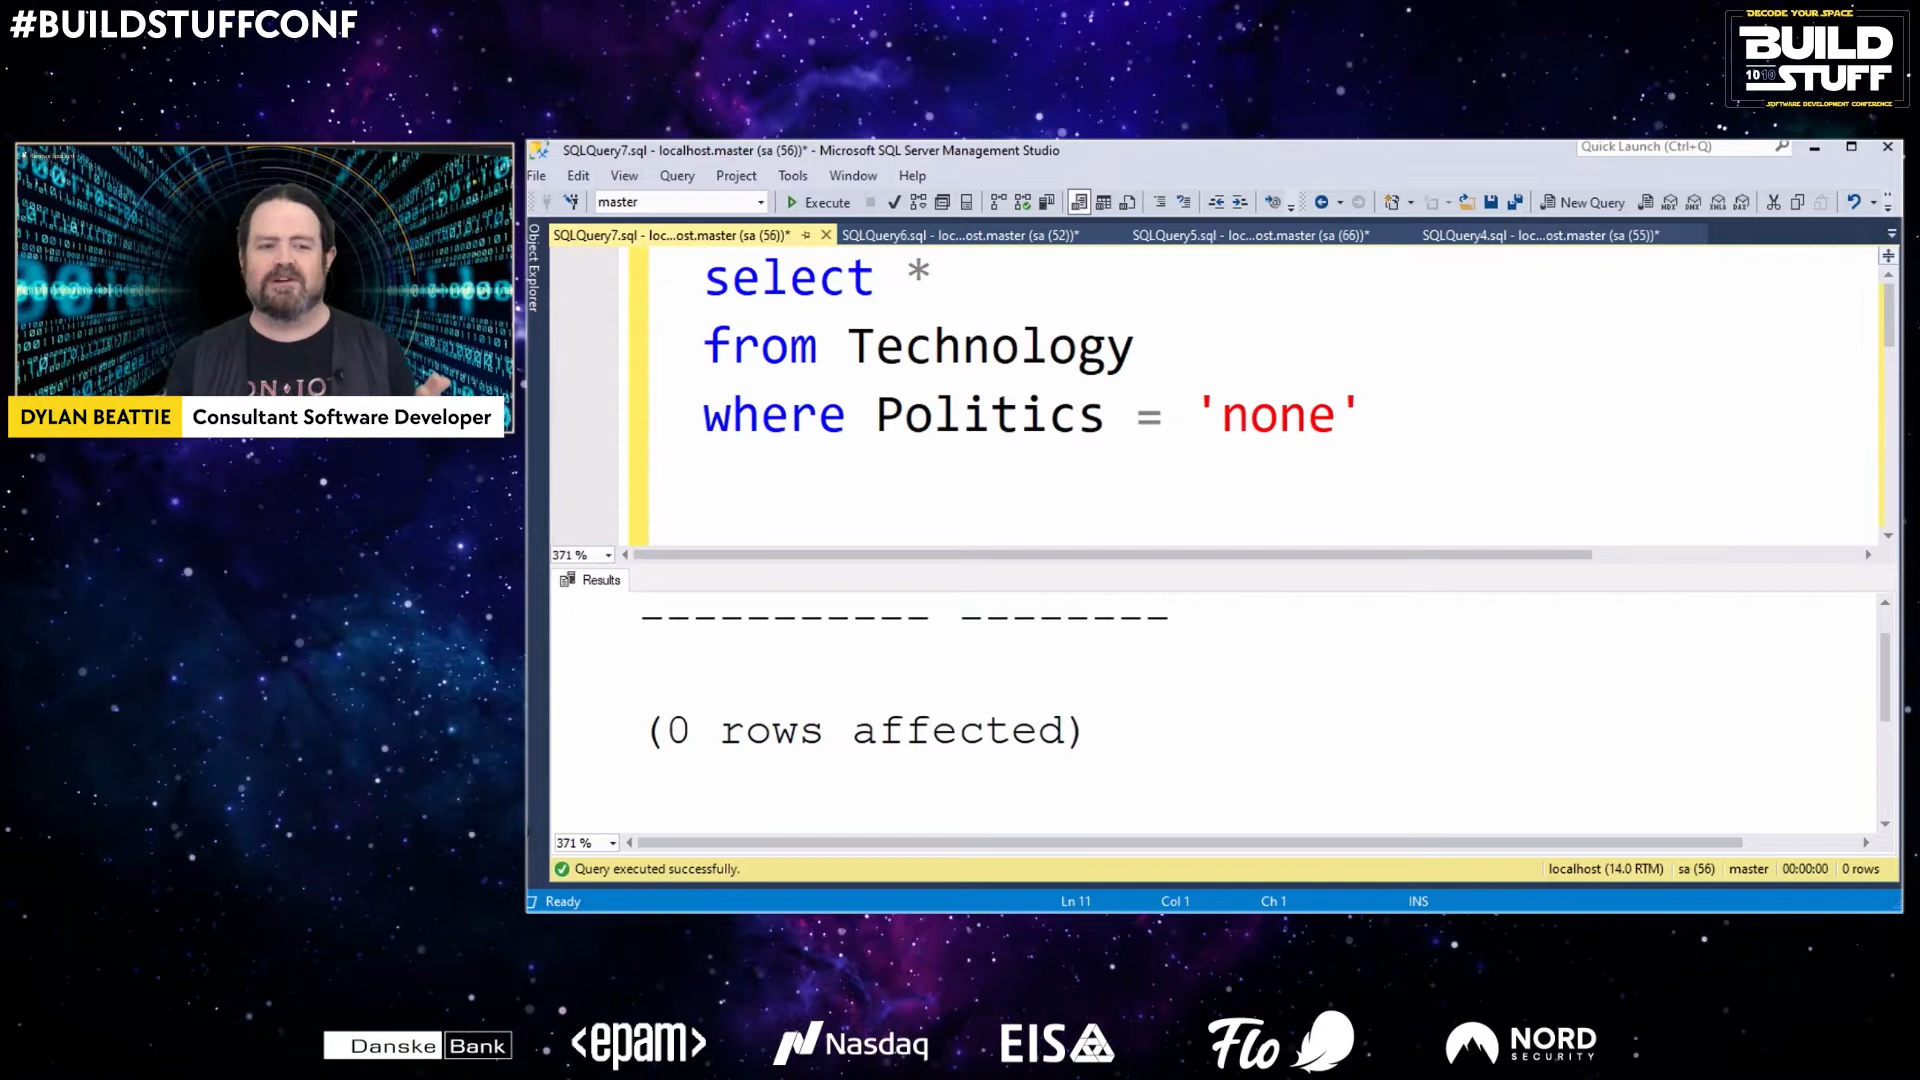 #BUILDSTUFFCONF
DECODE YOUR SPACE
BUILD
STUFF
SOFTWARE DEVELOPMENT CONFERENCE
DYLAN BEATTIE Consultant Software Developer
SQLQuery7.sql - localhost.master (sa (56))* - Microsoft SQL Server Management Studio
Quick Launch (Ctrl+Q)
File Edit View Query Project Tools Window Help
master Execute New Query
SQLQuery7.sql - loc...ost.master (sa (56))* SQLQuery6.sql - loc...ost.master (sa (52))* SQLQuery5.sql - loc...ost.master (sa (66))* SQLQuery4.sql - loc...ost.master (sa (55))*
Object Explorer
select *
from Technology
where Politics = 'none'
371 %
Results
----------- --------
(0 rows affected)
371 %
Query executed successfully. localhost (14.0 RTM) sa (56) master 00:00:00 0 rows
Ready Ln 11 Col 1 Ch 1 INS
Danske Bank <epam> Nasdaq EIS Flo NORD
SECURITY